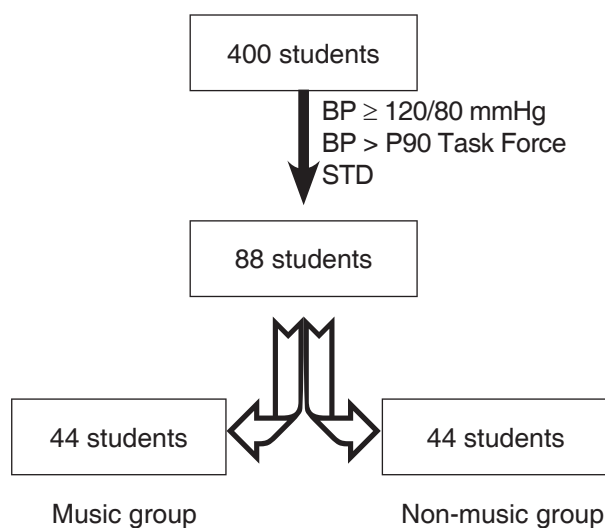 400 students
BP ≥ 120/80 mmHg
BP > P90 Task Force
STD
88 students
44 students
44 students
Music group
Non-music group